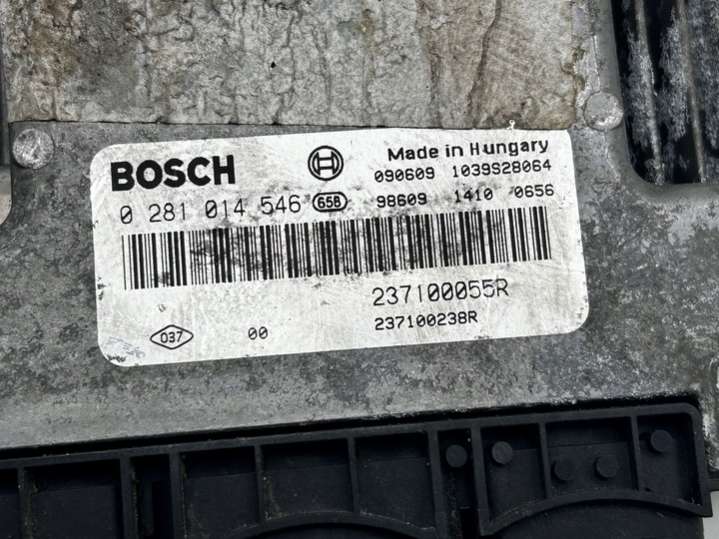 BOSCH
Made in Hungary
090609 1039S28064
0 281 014 546 658 98609 1410 0656
237100055R
037 00 237100238R